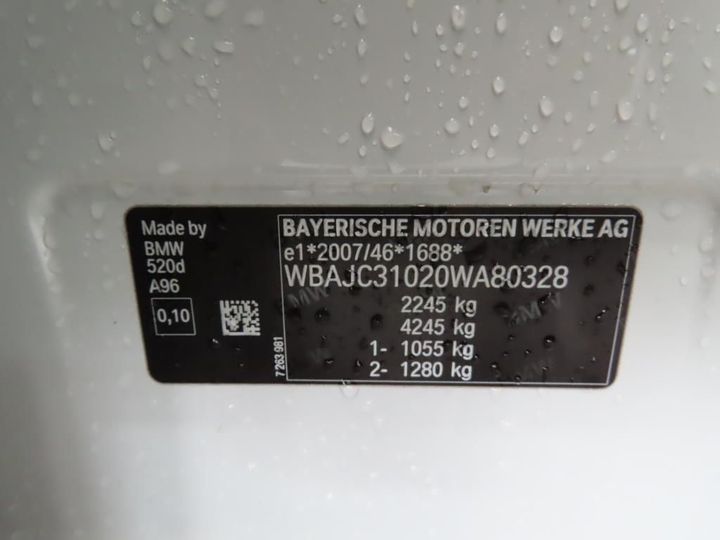 Made by
BMW
520d
A96
0,10
7 263 981
BAYERISCHE MOTOREN WERKE AG
e1*2007/46*1688*
WBAJC31020WA80328
2245 kg
4245 kg
1- 1055 kg
2- 1280 kg